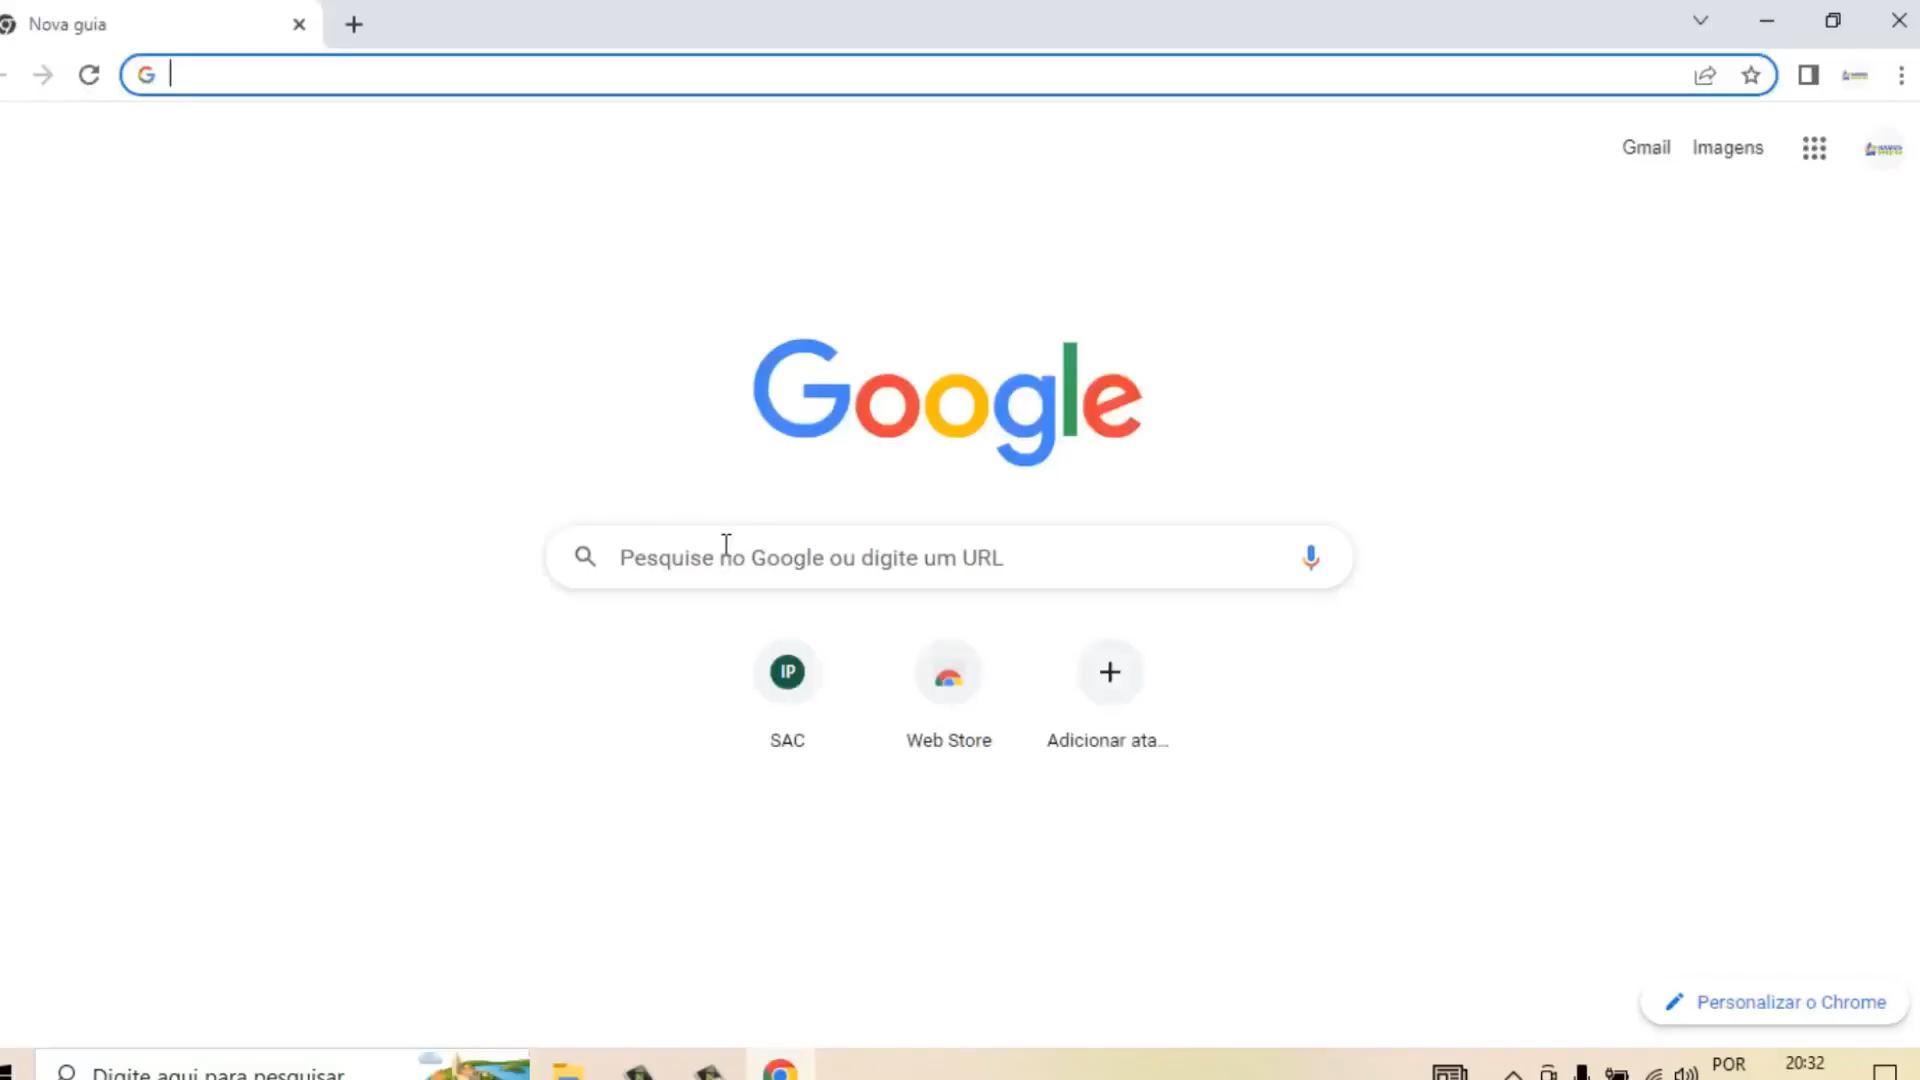 Nova guia
Gmail Imagens
Google
Pesquise no Google ou digite um URL
IP
SAC Web Store Adicionar ata...
Personalizar o Chrome
Digite aqui para pesquisar
POR 20:32